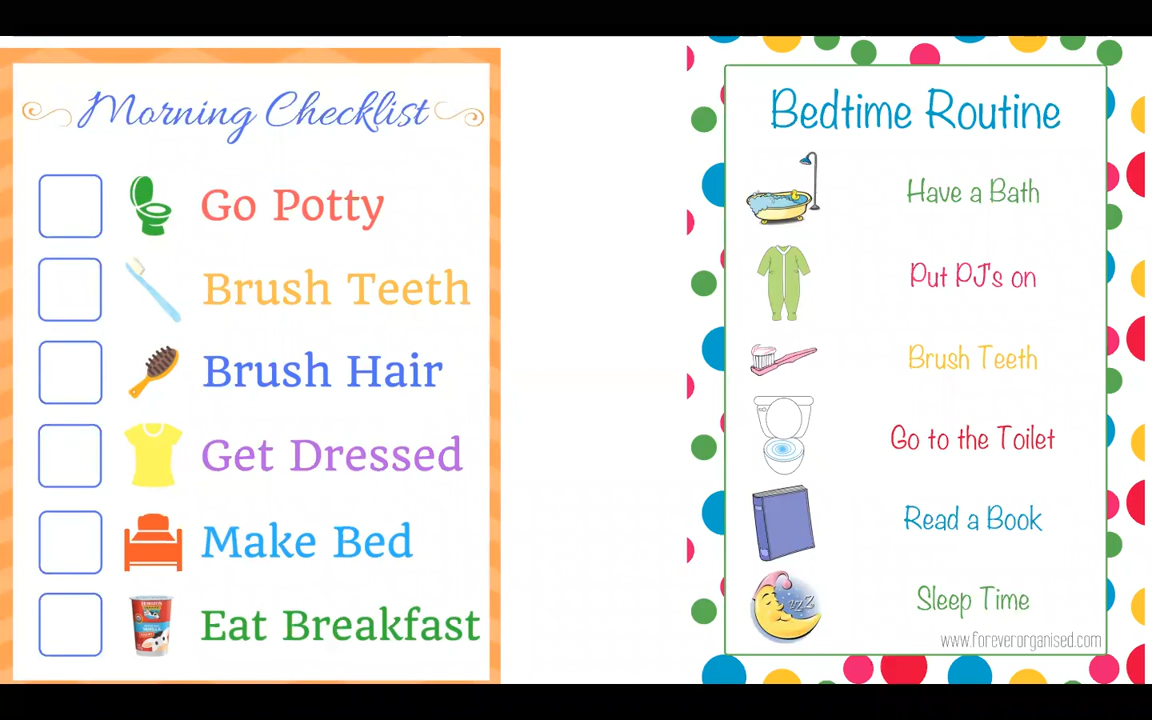 Morning Checklist
Go Potty
Brush Teeth
Brush Hair
Get Dressed
Make Bed
Eat Breakfast
Bedtime Routine
Have a Bath
Put PJ's on
Brush Teeth
Go to the Toilet
Read a Book
zzZ
Sleep Time
www.foreverorganised.com